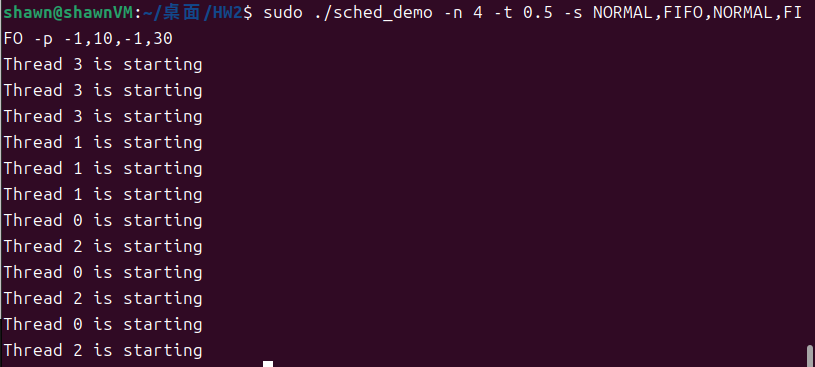 shawn@shawnVM:~/桌面/HW2$ sudo ./sched_demo -n 4 -t 0.5 -s NORMAL,FIFO,NORMAL,FI
FO -p -1,10,-1,30
Thread 3 is starting
Thread 3 is starting
Thread 3 is starting
Thread 1 is starting
Thread 1 is starting
Thread 1 is starting
Thread 0 is starting
Thread 2 is starting
Thread 0 is starting
Thread 2 is starting
Thread 0 is starting
Thread 2 is starting